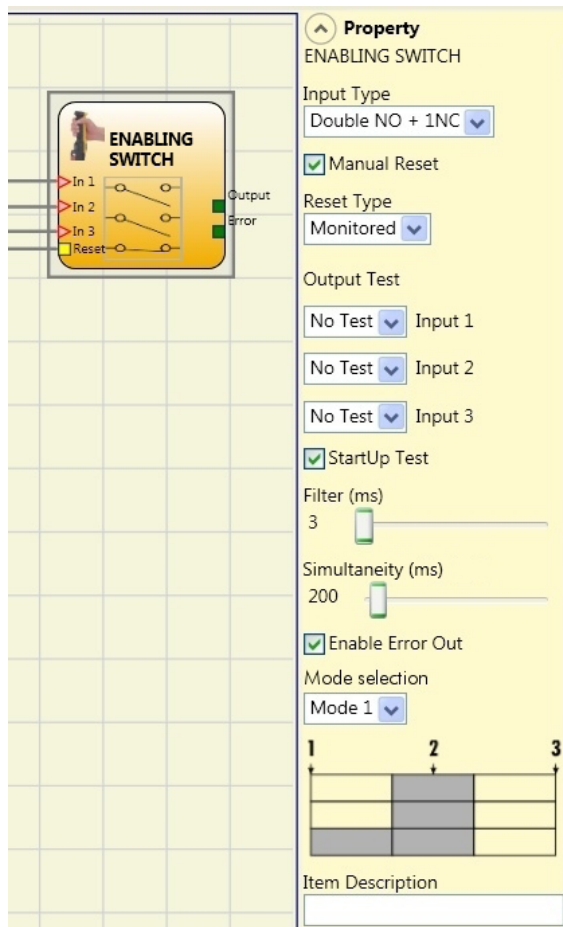 ENABLING
SWITCH
In 1
In 2
In 3
Reset
Output
Error
Property
ENABLING SWITCH
Input Type
Double NO + 1NC
Manual Reset
Reset Type
Monitored
Output Test
No Test Input 1
No Test Input 2
No Test Input 3
StartUp Test
Filter (ms)
3
Simultaneity (ms)
200
Enable Error Out
Mode selection
Mode 1
1 2 3
Item Description